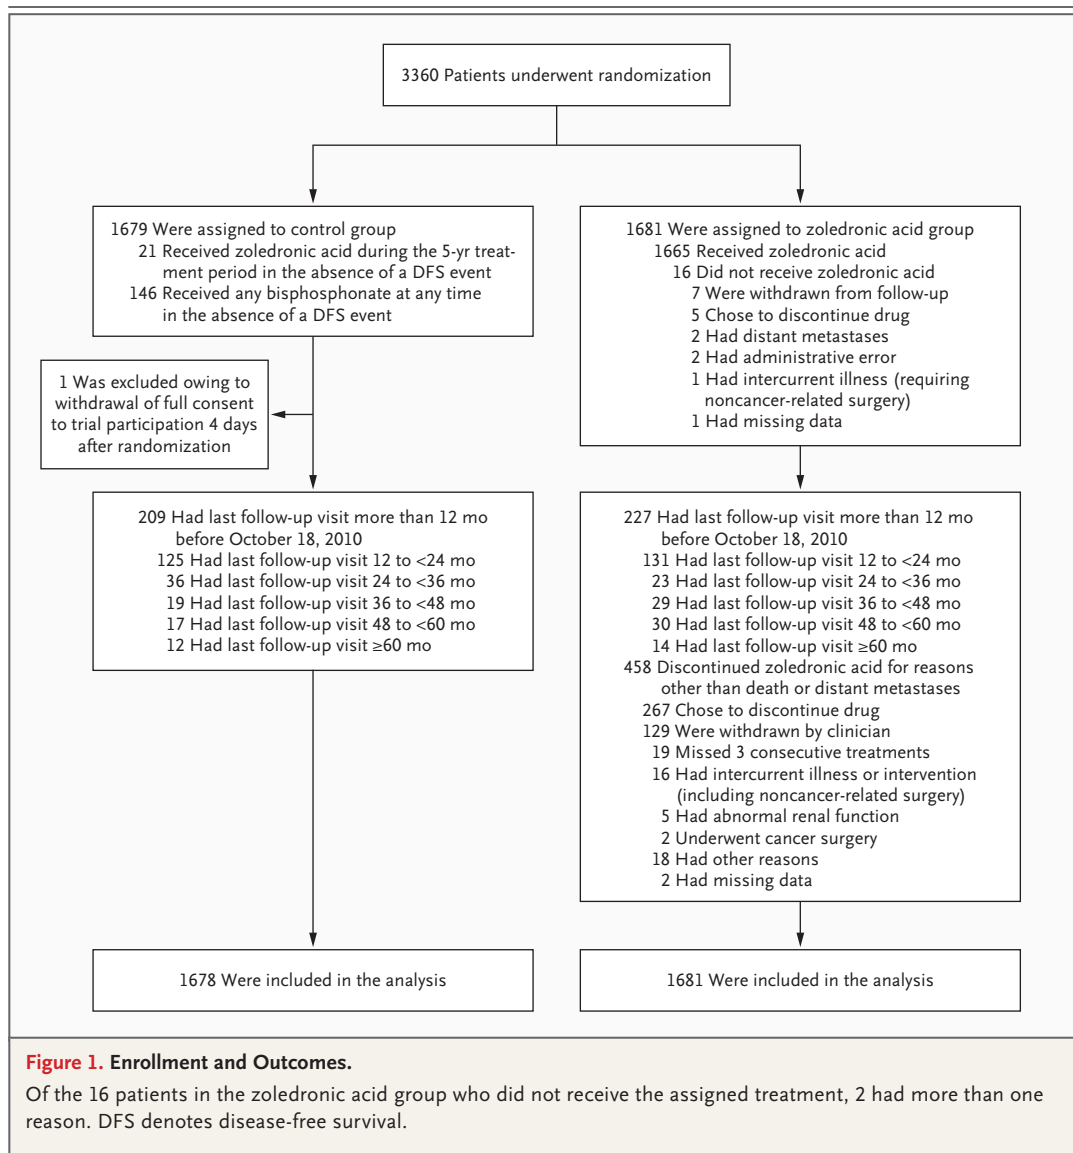 3360 Patients underwent randomization
1679 Were assigned to control group
21 Received zoledronic acid during the 5-yr treat-
ment period in the absence of a DFS event
146 Received any bisphosphonate at any time
in the absence of a DFS event
1681 Were assigned to zoledronic acid group
1665 Received zoledronic acid
16 Did not receive zoledronic acid
7 Were withdrawn from follow-up
5 Chose to discontinue drug
2 Had distant metastases
2 Had administrative error
1 Had intercurrent illness (requiring
noncancer-related surgery)
1 Had missing data
1 Was excluded owing to
withdrawal of full consent
to trial participation 4 days
after randomization
209 Had last follow-up visit more than 12 mo
before October 18, 2010
125 Had last follow-up visit 12 to <24 mo
36 Had last follow-up visit 24 to <36 mo
19 Had last follow-up visit 36 to <48 mo
17 Had last follow-up visit 48 to <60 mo
12 Had last follow-up visit ≥60 mo
227 Had last follow-up visit more than 12 mo
before October 18, 2010
131 Had last follow-up visit 12 to <24 mo
23 Had last follow-up visit 24 to <36 mo
29 Had last follow-up visit 36 to <48 mo
30 Had last follow-up visit 48 to <60 mo
14 Had last follow-up visit ≥60 mo
458 Discontinued zoledronic acid for reasons
other than death or distant metastases
267 Chose to discontinue drug
129 Were withdrawn by clinician
19 Missed 3 consecutive treatments
16 Had intercurrent illness or intervention
(including noncancer-related surgery)
5 Had abnormal renal function
2 Underwent cancer surgery
18 Had other reasons
2 Had missing data
1678 Were included in the analysis
1681 Were included in the analysis
Figure 1. Enrollment and Outcomes.
Of the 16 patients in the zoledronic acid group who did not receive the assigned treatment, 2 had more than one
reason. DFS denotes disease-free survival.